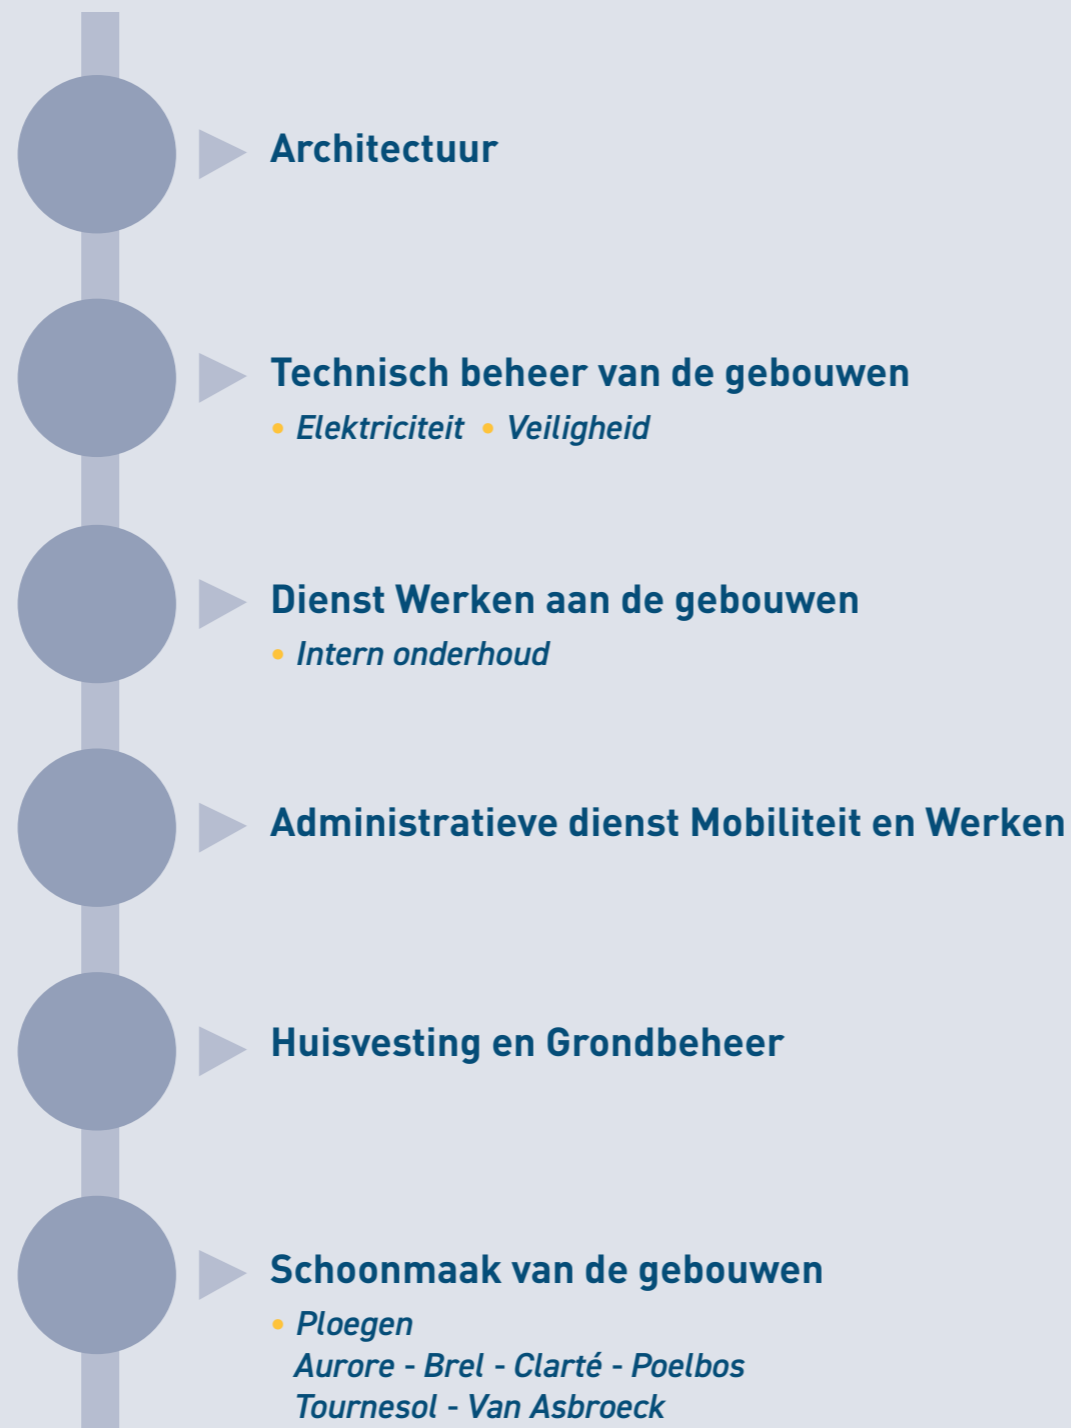 Architectuur
Technisch beheer van de gebouwen
• Elektriciteit • Veiligheid
Dienst Werken aan de gebouwen
• Intern onderhoud
Administratieve dienst Mobiliteit en Werken
Huisvesting en Grondbeheer
Schoonmaak van de gebouwen
• Ploegen
Aurore - Brel - Clarté - Poelbos
Tournesol - Van Asbroeck